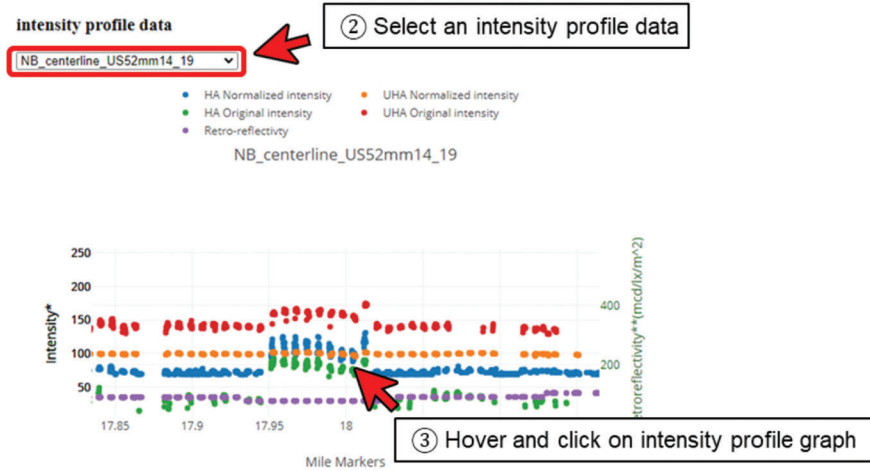 intensity profile data
② Select an intensity profile data
NB_centerline_US52mm14_19
HA Normalized intensity
UHA Normalized intensity
HA Original intensity
UHA Original intensity
Retro-reflectivty
NB_centerline_US52mm14_19
250
200
150
100
50
Intensity*
400
200
etroreflectivity**(mcd/lx/m^2)
17.85
17.9
17.95
18
③ Hover and click on intensity profile graph
Mile Markers